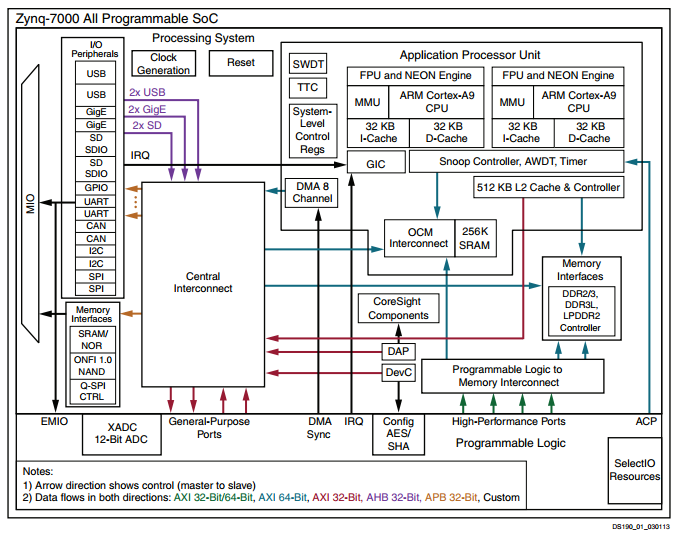 Zynq-7000 All Programmable SoC
Processing System
I/O
Peripherals
USB
USB
GigE
GigE
SD
SDIO
SD
SDIO
GPIO
UART
UART
CAN
CAN
I2C
I2C
SPI
SPI
MIO
Clock
Generation
Reset
2x USB
2x GigE
2x SD
IRQ
SWDT
TTC
System-
Level
Control
Regs
Application Processor Unit
FPU and NEON Engine
MMU
ARM Cortex-A9
CPU
32 KB
I-Cache
32 KB
D-Cache
FPU and NEON Engine
MMU
ARM Cortex-A9
CPU
32 KB
I-Cache
32 KB
D-Cache
GIC
Snoop Controller, AWDT, Timer
512 KB L2 Cache & Controller
DMA 8
Channel
OCM
Interconnect
256K
SRAM
Central
Interconnect
Memory
Interfaces
DDR2/3,
DDR3L,
LPDDR2
Controller
Memory
Interfaces
SRAM/
NOR
ONFI 1.0
NAND
Q-SPI
CTRL
CoreSight
Components
DAP
DevC
Programmable Logic to
Memory Interconnect
EMIO
XADC
12-Bit ADC
General-Purpose
Ports
DMA
Sync
IRQ
Config
AES/
SHA
High-Performance Ports
ACP
Programmable Logic
SelectIO
Resources
Notes:
1) Arrow direction shows control (master to slave)
2) Data flows in both directions: AXI 32-Bit/64-Bit, AXI 64-Bit, AXI 32-Bit, AHB 32-Bit, APB 32-Bit, Custom
DS190_01_030113